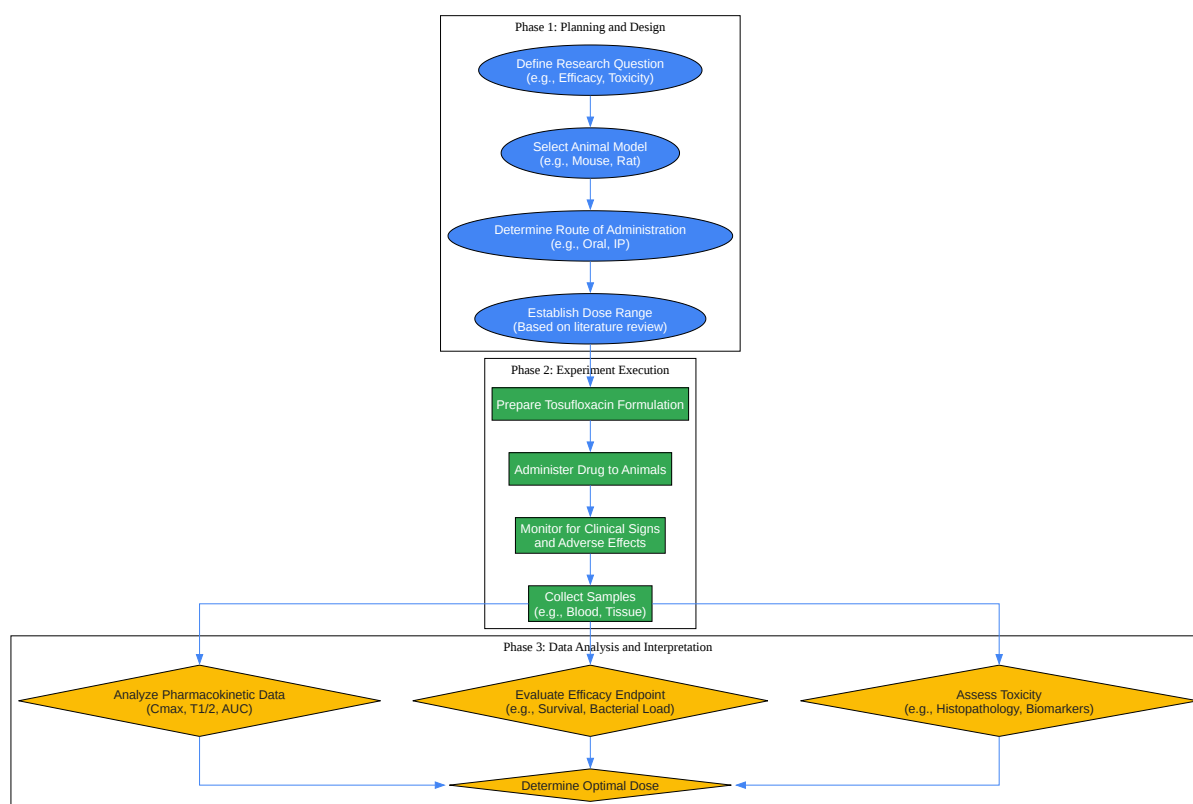 Phase 1: Planning and Design
Define Research Question
(e.g., Efficacy, Toxicity)
Select Animal Model
(e.g., Mouse, Rat)
Determine Route of Administration
(e.g., Oral, IP)
Establish Dose Range
(Based on literature review)
Phase 2: Experiment Execution
Prepare Tosufloxacin Formulation
Administer Drug to Animals
Monitor for Clinical Signs
and Adverse Effects
Collect Samples
(e.g., Blood, Tissue)
Phase 3: Data Analysis and Interpretation
Analyze Pharmacokinetic Data
(Cmax, T1/2, AUC)
Evaluate Efficacy Endpoint
(e.g., Survival, Bacterial Load)
Assess Toxicity
(e.g., Histopathology, Biomarkers)
Determine Optimal Dose